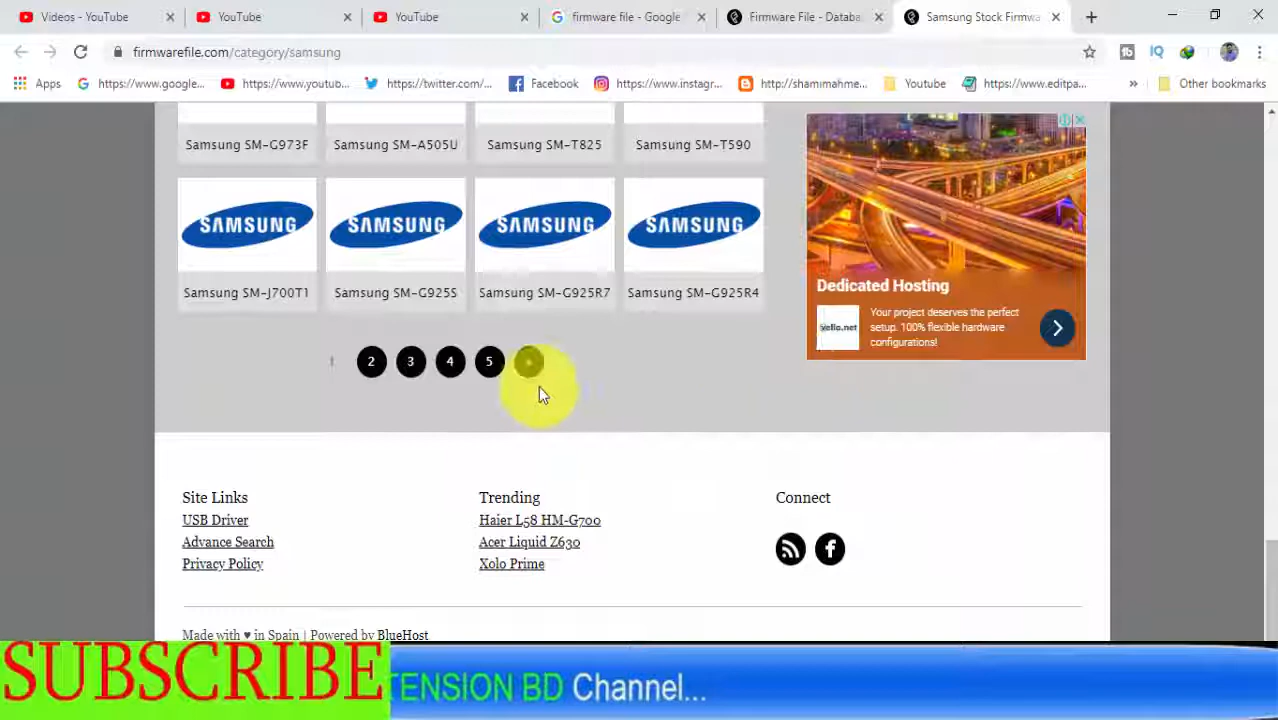 Videos - YouTube
YouTube
YouTube
firmware file - Google
Firmware File - Databa
Samsung Stock Firmwa
firmwarefile.com/category/samsung
Apps
https://www.google...
https://www.youtub...
https://twitter.com/...
Facebook
https://www.instagr...
http://shamimahme...
Youtube
https://www.editpa...
Other bookmarks
Samsung SM-G973F
Samsung SM-A505U
Samsung SM-T825
Samsung SM-T590
SAMSUNG
SAMSUNG
SAMSUNG
SAMSUNG
Samsung SM-J700T1
Samsung SM-G925S
Samsung SM-G925R7
Samsung SM-G925R4
Dedicated Hosting
Your project deserves the perfect
setup. 100% flexible hardware
configurations!
1 2 3 4 5
Site Links
USB Driver
Advance Search
Privacy Policy
Trending
Haier L58 HM-G700
Acer Liquid Z630
Xolo Prime
Connect
Made with ♥ in Spain | Powered by BlueHost
SUBSCRIBE
TENSION BD Channel...